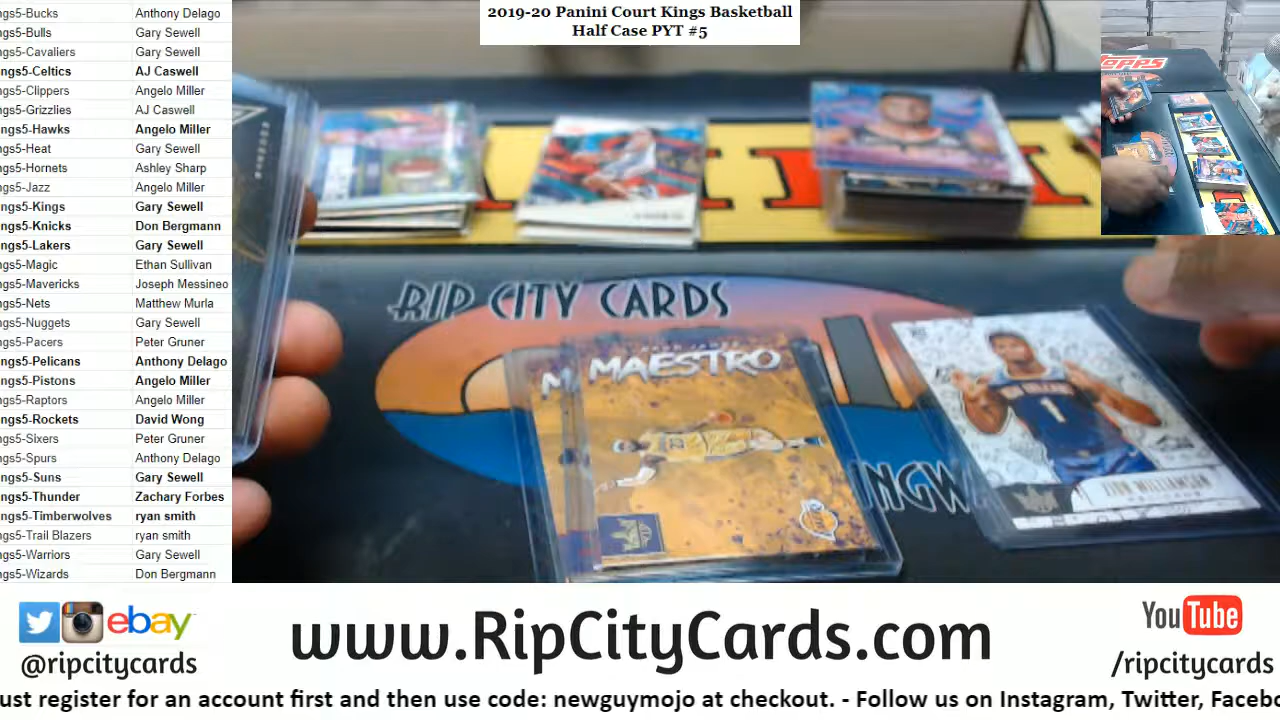 2019-20 Panini Court Kings Basketball
Half Case PYT #5
ngs5-Bucks Anthony Delago
ngs5-Bulls Gary Sewell
ngs5-Cavaliers Gary Sewell
ngs5-Celtics AJ Caswell
ngs5-Clippers Angelo Miller
ngs5-Grizzlies AJ Caswell
ngs5-Hawks Angelo Miller
ngs5-Heat Gary Sewell
ngs5-Hornets Ashley Sharp
ngs5-Jazz Angelo Miller
ngs5-Kings Gary Sewell
ngs5-Knicks Don Bergmann
ngs5-Lakers Gary Sewell
ngs5-Magic Ethan Sullivan
ngs5-Mavericks Joseph Messineo
ngs5-Nets Matthew Murla
ngs5-Nuggets Gary Sewell
ngs5-Pacers Peter Gruner
ngs5-Pelicans Anthony Delago
ngs5-Pistons Angelo Miller
ngs5-Raptors Angelo Miller
ngs5-Rockets David Wong
ngs5-Sixers Peter Gruner
ngs5-Spurs Anthony Delago
ngs5-Suns Gary Sewell
ngs5-Thunder Zachary Forbes
ngs5-Timberwolves ryan smith
ngs5-Trail Blazers ryan smith
ngs5-Warriors Gary Sewell
ngs5-Wizards Don Bergmann
TOPPS
RIP CITY CARDS
MAESTRO
M
1
ZION WILLIAMSON
INGW
ebay
@ripcitycards
www.RipCityCards.com
YouTube
/ripcitycards
ust register for an account first and then use code: newguymojo at checkout. - Follow us on Instagram, Twitter, Facebo